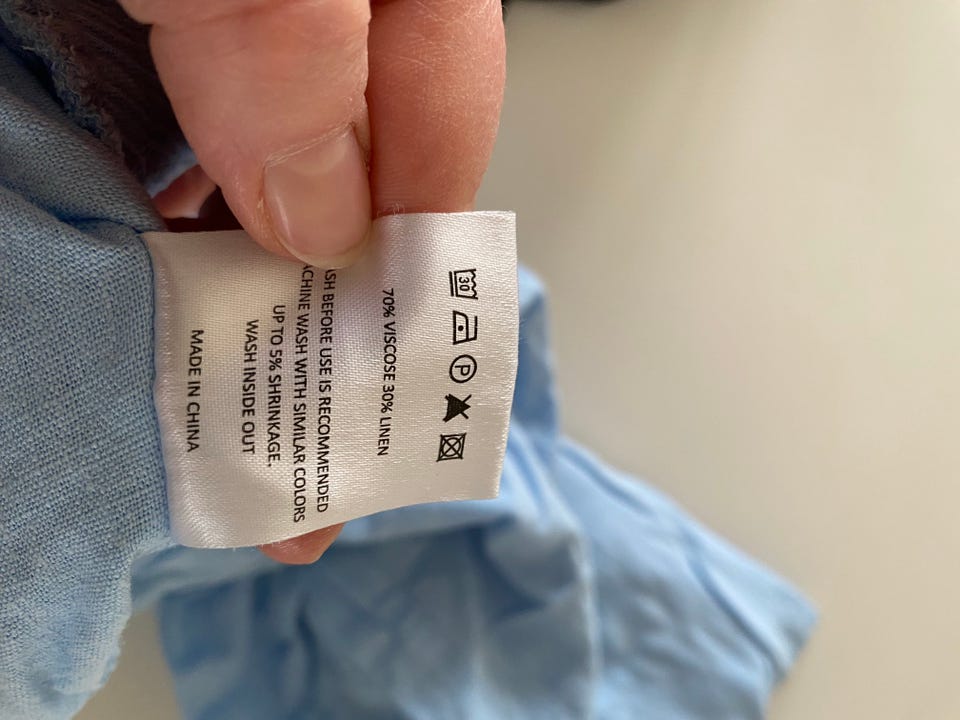 30
P
70% VISCOSE 30% LINEN
BEFORE USE IS RECOMMENDED
WASH WITH SIMILAR COLORS
UP TO 5% SHRINKAGE.
WASH INSIDE OUT
MADE IN CHINA